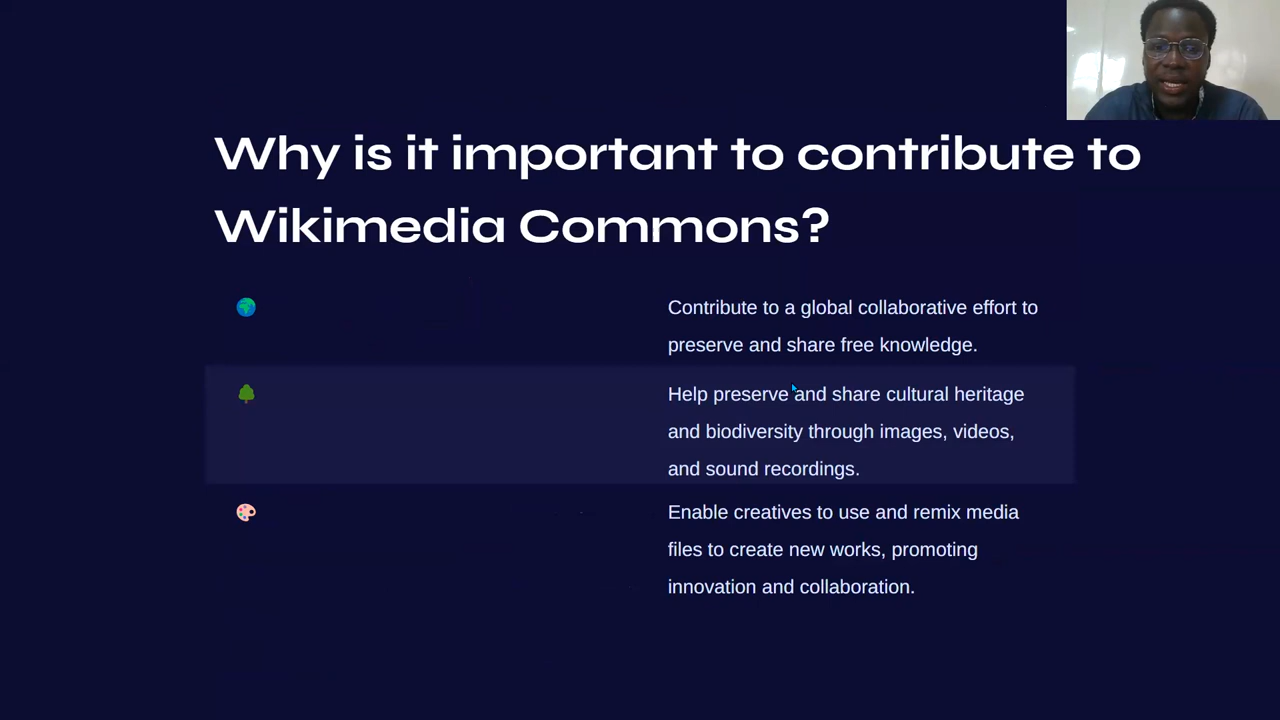 Why is it important to contribute to
Wikimedia Commons?
Contribute to a global collaborative effort to
preserve and share free knowledge.
Help preserve and share cultural heritage
and biodiversity through images, videos,
and sound recordings.
Enable creatives to use and remix media
files to create new works, promoting
innovation and collaboration.